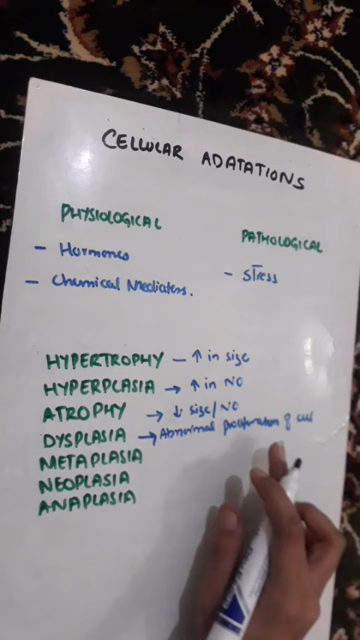 CELLULAR ADATATIONS
PHYSIOLOGICAL
- Hormones
- Chemical Mediaters.
PATHOLOGICAL
- Stress
HYPERTROPHY - ↑ in size
HYPERPLASIA → ↑ in NO
ATROPHY → ↓ size/NO
DYSPLASIA → Abnormal proliferation of cell
METAPLASIA
NEOPLASIA
ANAPLASIA